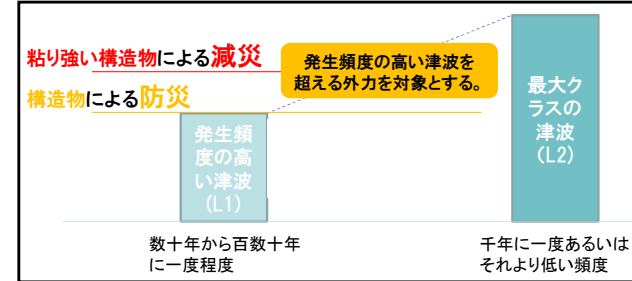 粘り強い構造物による減災
発生頻度の高い津波を
超える外力を対象とする。
構造物による防災
発生頻
度の高
い津波
(L1)
最大ク
ラスの
津波
(L2)
数十年から百数十年
に一度程度
千年に一度あるいは
それより低い頻度